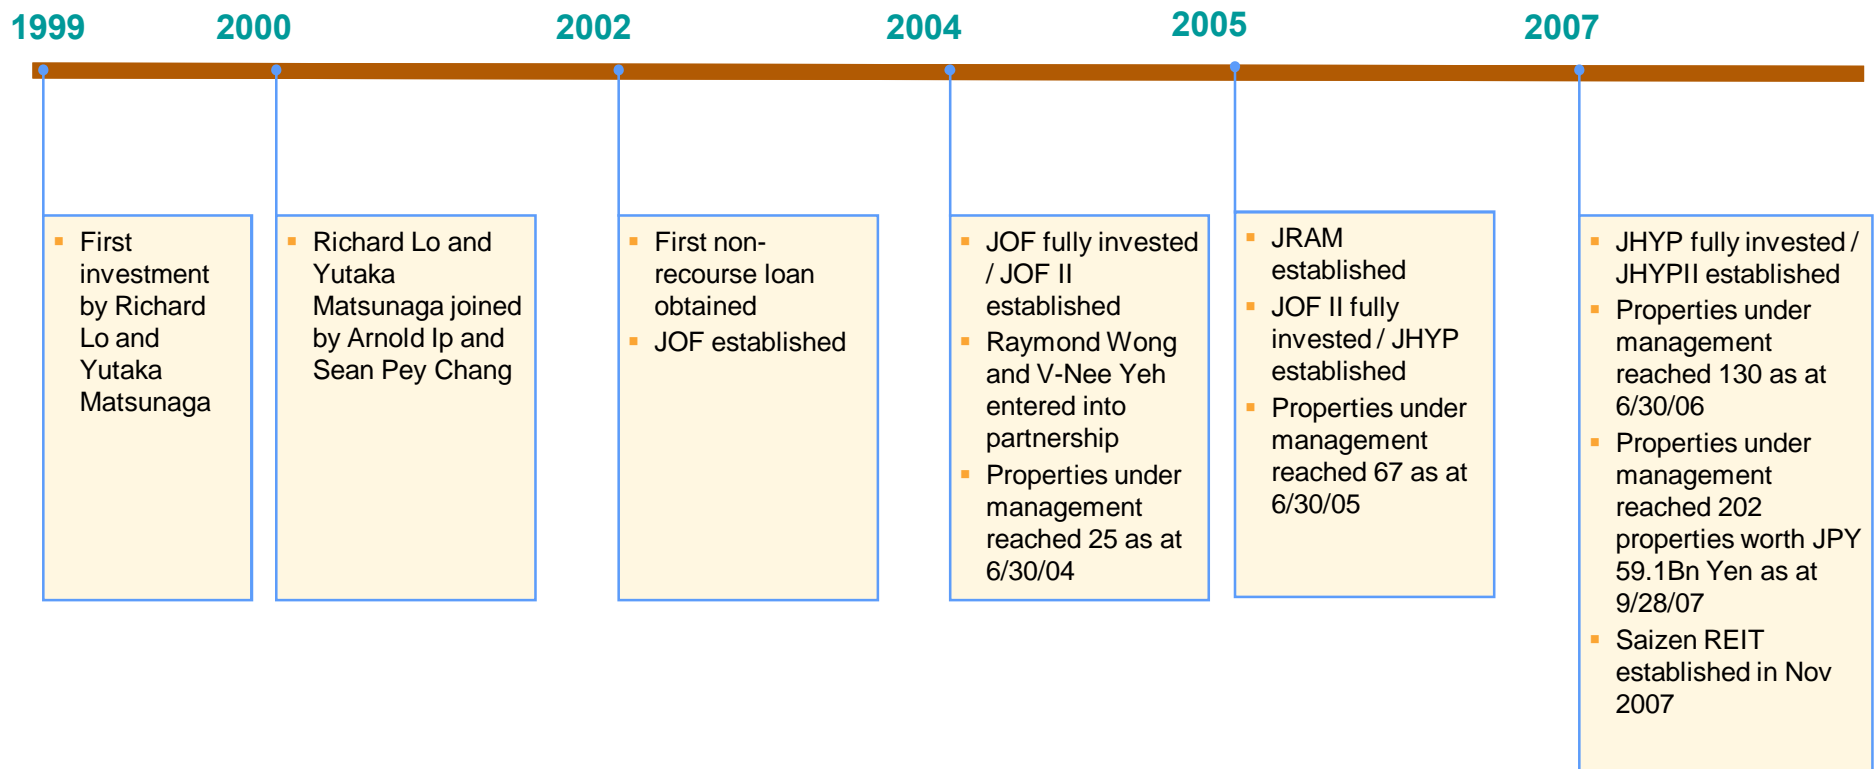 1999
2000
2002
2004
2005
2007
First
investment
by Richard
Lo and
Yutaka
Matsunaga
Richard Lo and
Yutaka
Matsunaga joined
by Arnold Ip and
Sean Pey Chang
First non-
recourse loan
obtained
JOF established
JOF fully invested
/ JOF II
established
Raymond Wong
and V-Nee Yeh
entered into
partnership
Properties under
management
reached 25 as at
6/30/04
JRAM
established
JOF II fully
invested / JHYP
established
Properties under
management
reached 67 as at
6/30/05
JHYP fully invested /
JHYPII established
Properties under
management
reached 130 as at
6/30/06
Properties under
management
reached 202
properties worth JPY
59.1Bn Yen as at
9/28/07
Saizen REIT
established in Nov
2007